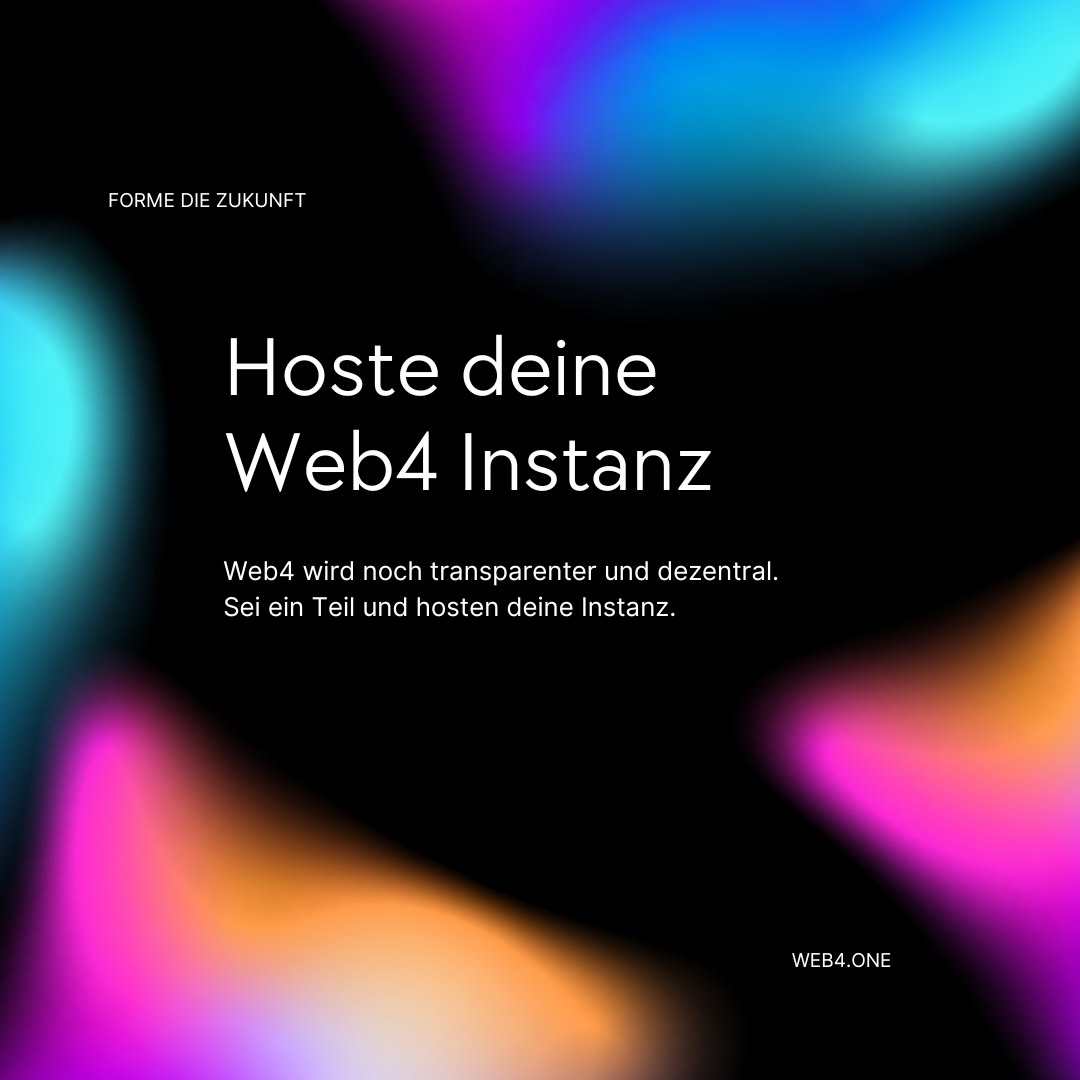 FORME DIE ZUKUNFT
Hoste deine
Web4 Instanz
Web4 wird noch transparenter und dezentral.
Sei ein Teil und hosten deine Instanz.
WEB4.ONE